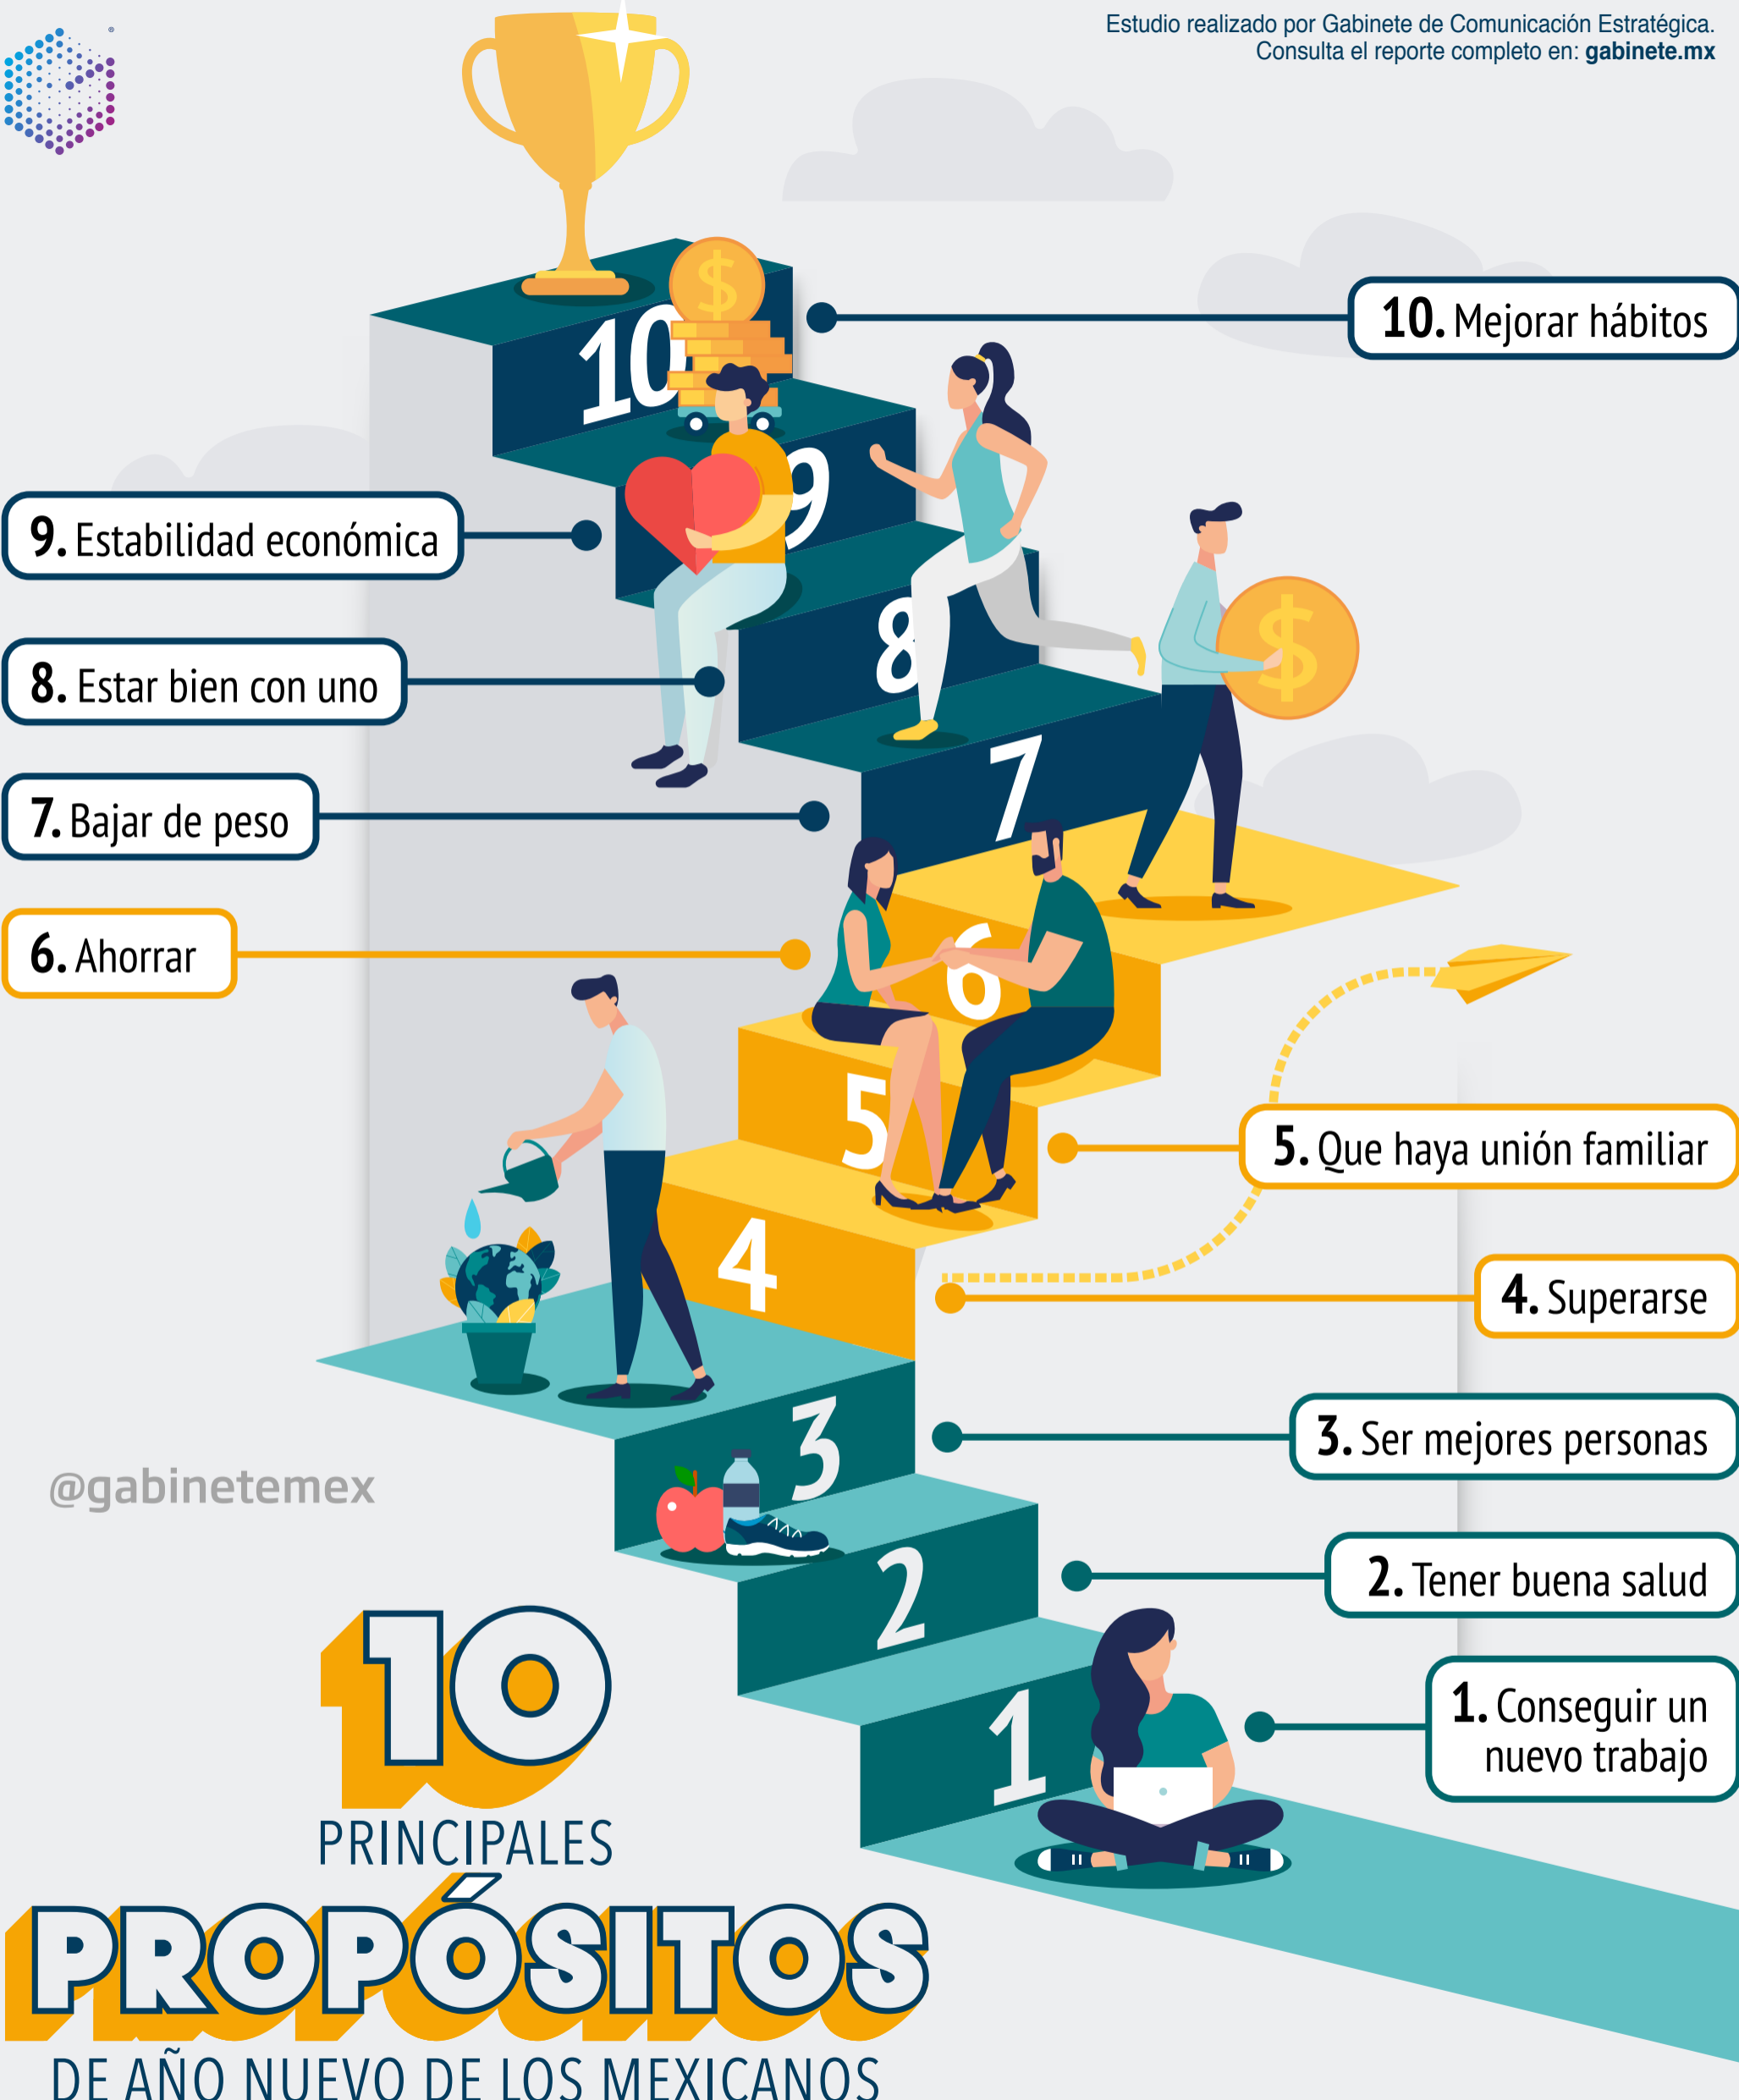 ®
Estudio realizado por Gabinete de Comunicación Estratégica.
Consulta el reporte completo en: gabinete.mx
$
10
10. Mejorar hábitos
9
9. Estabilidad económica
$
8
8. Estar bien con uno
7
7. Bajar de peso
6
6. Ahorrar
5
5. Que haya unión familiar
4
4. Superarse
3
3. Ser mejores personas
@gabinetemex
2
2. Tener buena salud
1
1. Conseguir un
nuevo trabajo
10
PRINCIPALES
PROPÓSITOS
DE AÑO NUEVO DE LOS MEXICANOS